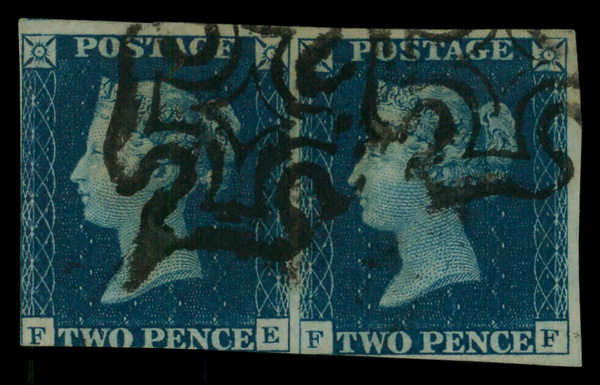 POSTAGE POSTAGE
F TWO PENCE E F TWO PENCE F